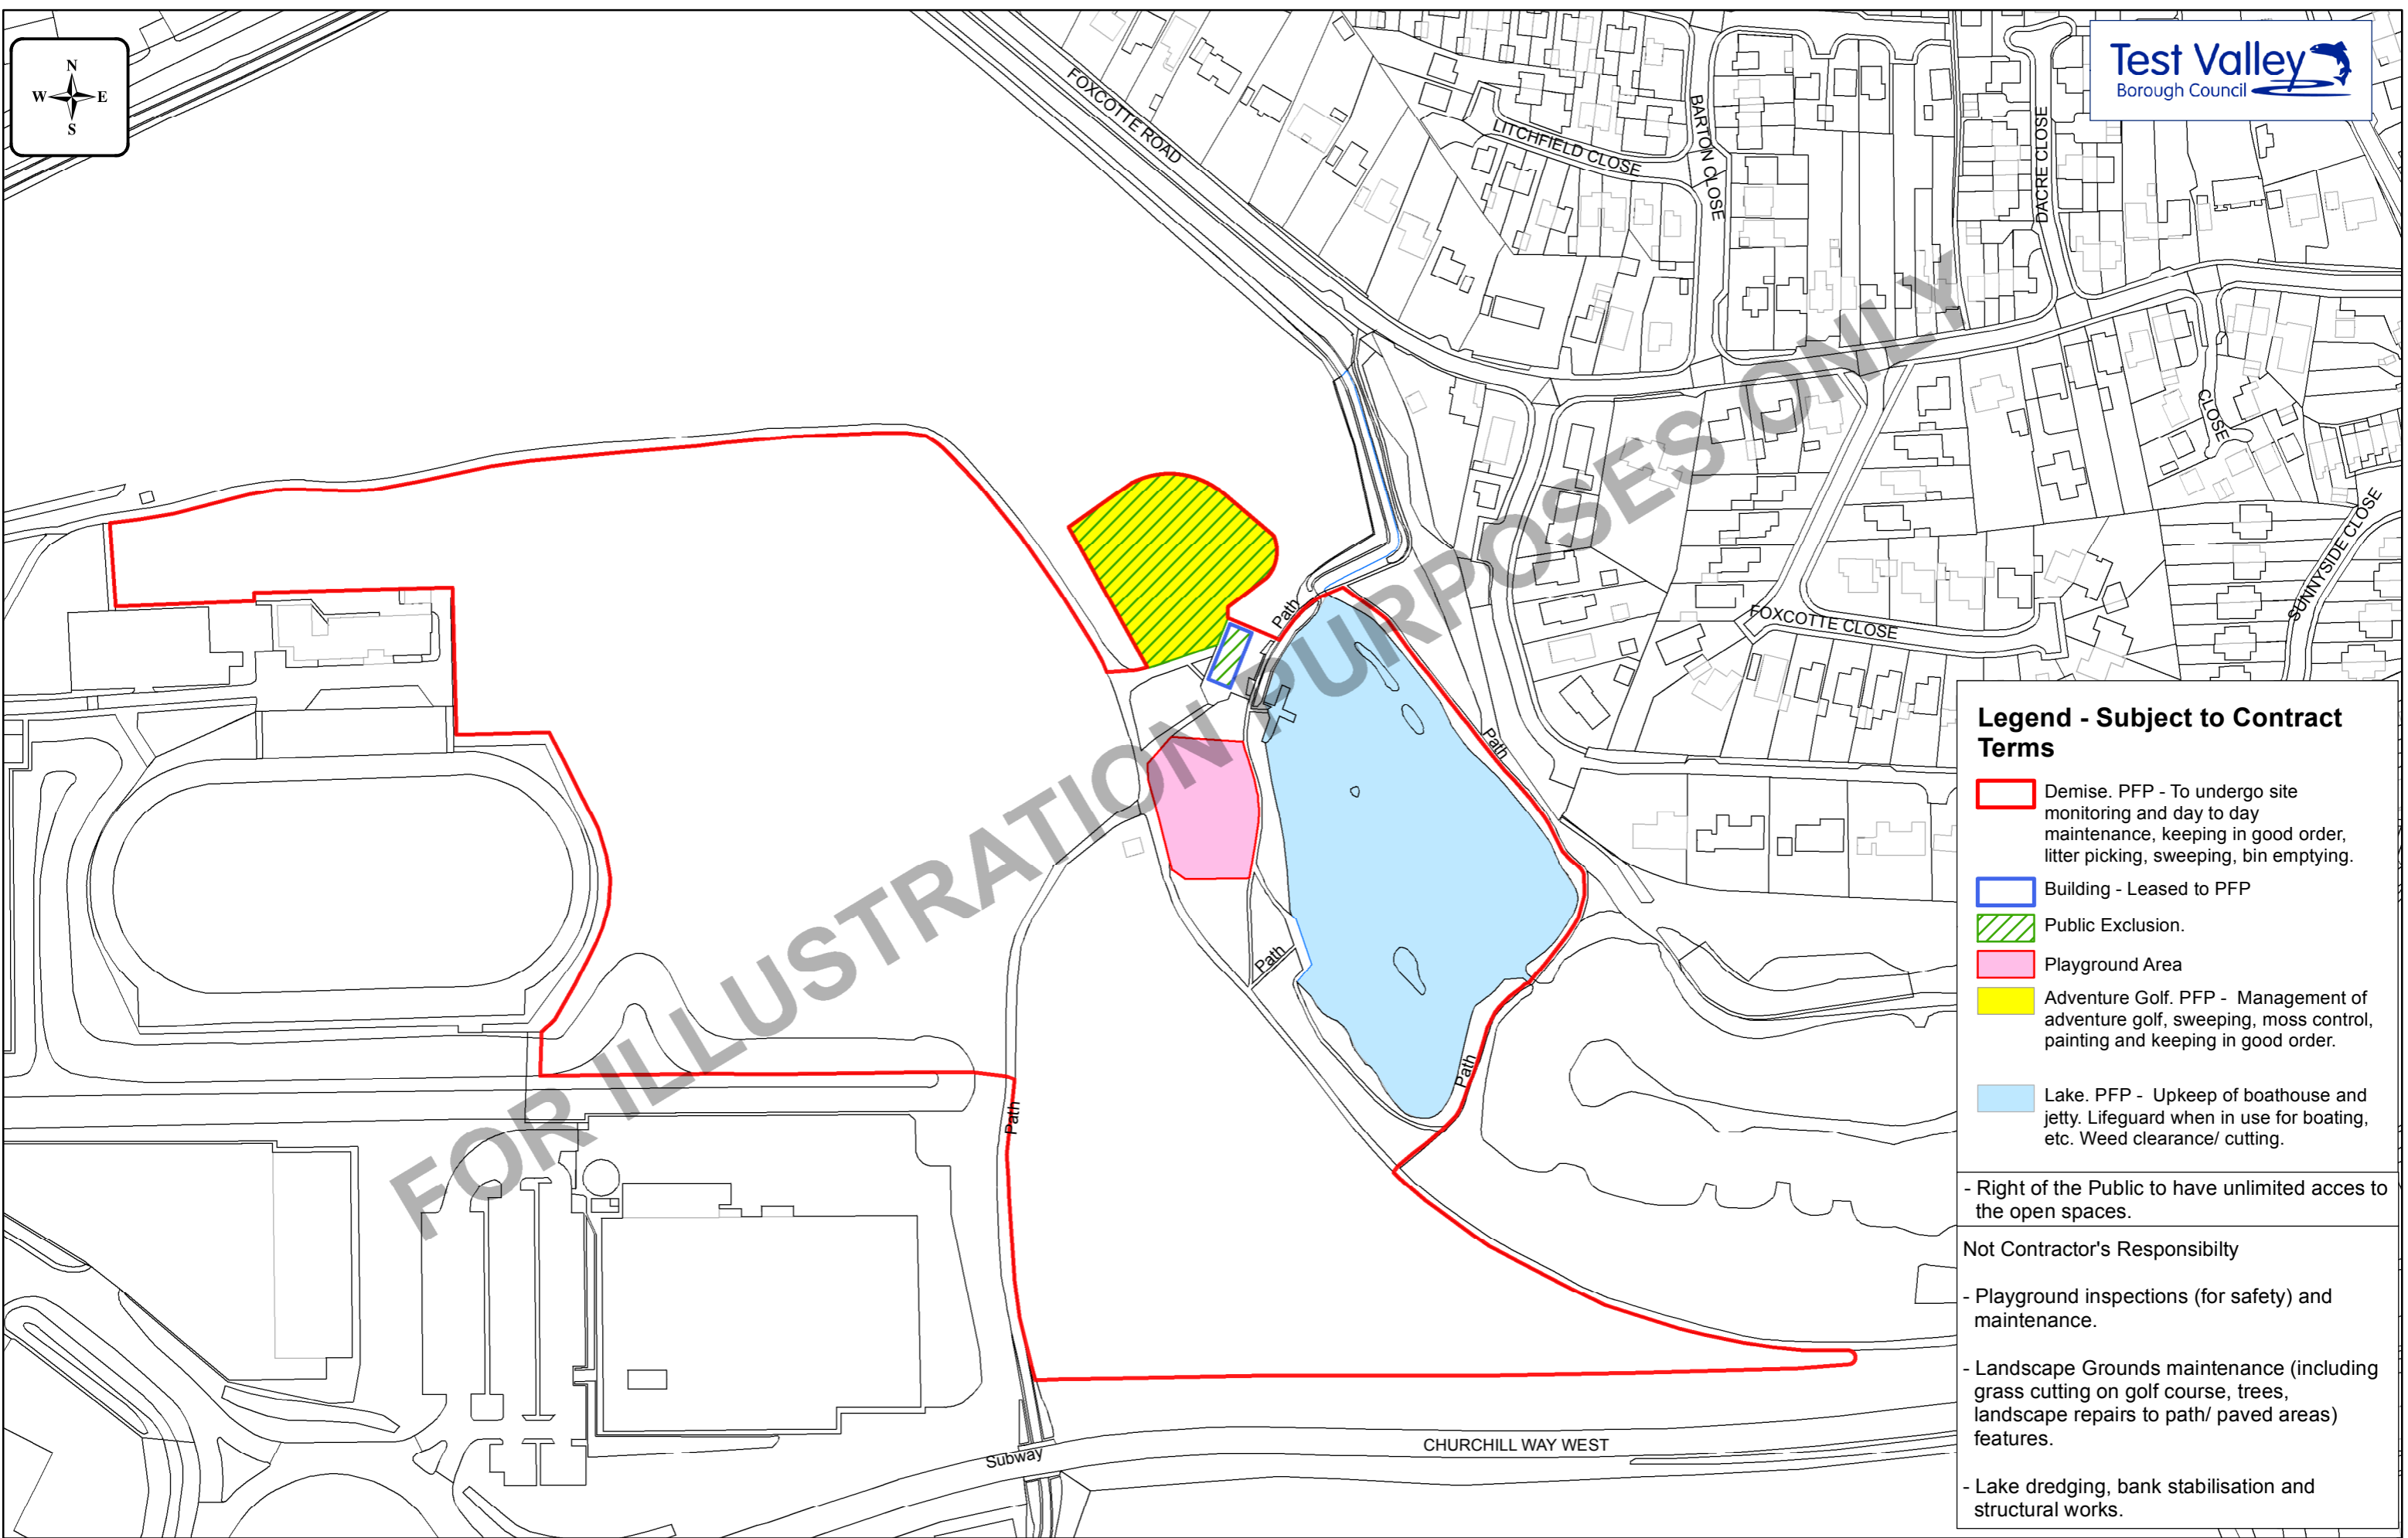 N
W E
S
Test Valley
Borough Council
FOXCOTTE ROAD
LITCHFIELD CLOSE
BARTON CLOSE
DACRE CLOSE
CLOSE
SUNNYSIDE CLOSE
FOXCOTTE CLOSE
Path
Path
Path
Path
Path
Subway
CHURCHILL WAY WEST
FOR ILLUSTRATION PURPOSES ONLY
Legend - Subject to Contract
Terms
Demise. PFP - To undergo site
monitoring and day to day
maintenance, keeping in good order,
litter picking, sweeping, bin emptying.
Building - Leased to PFP
Public Exclusion.
Playground Area
Adventure Golf. PFP - Management of
adventure golf, sweeping, moss control,
painting and keeping in good order.
Lake. PFP - Upkeep of boathouse and
jetty. Lifeguard when in use for boating,
etc. Weed clearance/ cutting.
- Right of the Public to have unlimited acces to
the open spaces.
Not Contractor's Responsibilty
- Playground inspections (for safety) and
maintenance.
- Landscape Grounds maintenance (including
grass cutting on golf course, trees,
landscape repairs to path/ paved areas)
features.
- Lake dredging, bank stabilisation and
structural works.